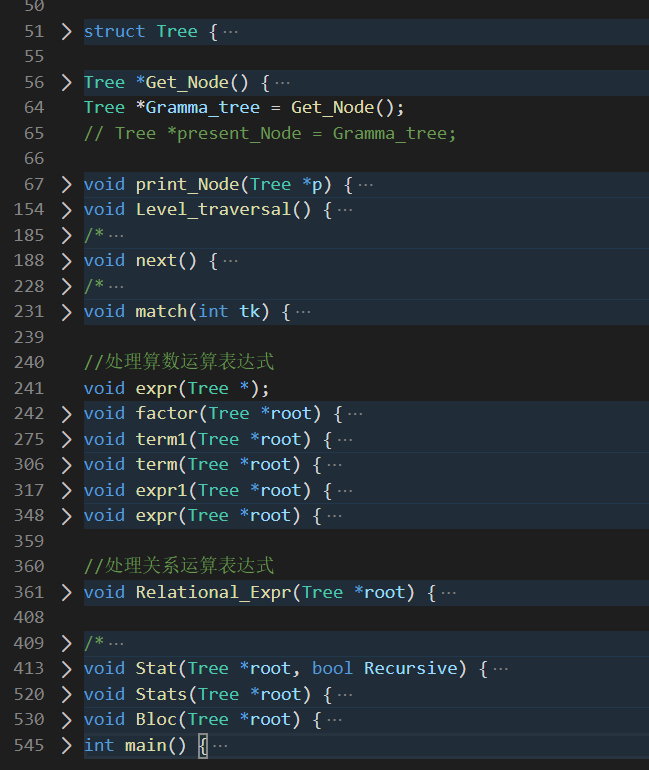 50
51 > struct Tree { ···
55
56 > Tree *Get_Node() { ···
64 Tree *Gramma_tree = Get_Node();
65 // Tree *present_Node = Gramma_tree;
66
67 > void print_Node(Tree *p) { ···
154 > void Level_traversal() { ···
185 > /* ···
188 > void next() { ···
228 > /* ···
231 > void match(int tk) { ···
239
240 //处理算数运算表达式
241 void expr(Tree *);
242 > void factor(Tree *root) { ···
275 > void term1(Tree *root) { ···
306 > void term(Tree *root) { ···
317 > void expr1(Tree *root) { ···
348 > void expr(Tree *root) { ···
359
360 //处理关系运算表达式
361 > void Relational_Expr(Tree *root) { ···
408
409 > /* ···
413 > void Stat(Tree *root, bool Recursive) { ···
520 > void Stats(Tree *root) { ···
530 > void Bloc(Tree *root) { ···
545 > int main() { ···